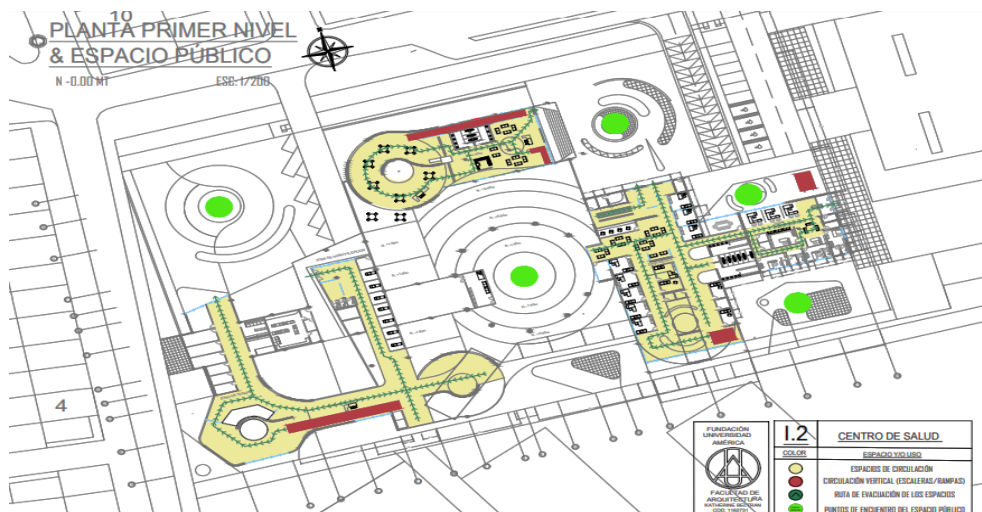 10
PLANTA PRIMER NIVEL
& ESPACIO PÚBLICO
N -0.00 MT
ESC: 1/200
4
FUNDACIÓN
UNIVERSIDAD
AMÉRICA
FACULTAD DE
ARQUITECTURA
KATHERINE BELTRAN
I.2
CENTRO DE SALUD
COLOR
ESPACIO Y/O USO
ESPACIOS DE CIRCULACIÓN
CIRCULACIÓN VERTICAL (ESCALERAS/RAMPAS)
RUTA DE EVACUACIÓN DE LOS ESPACIOS
PUNTOS DE ENCUENTRO DEL ESPACIO PÚBLICO